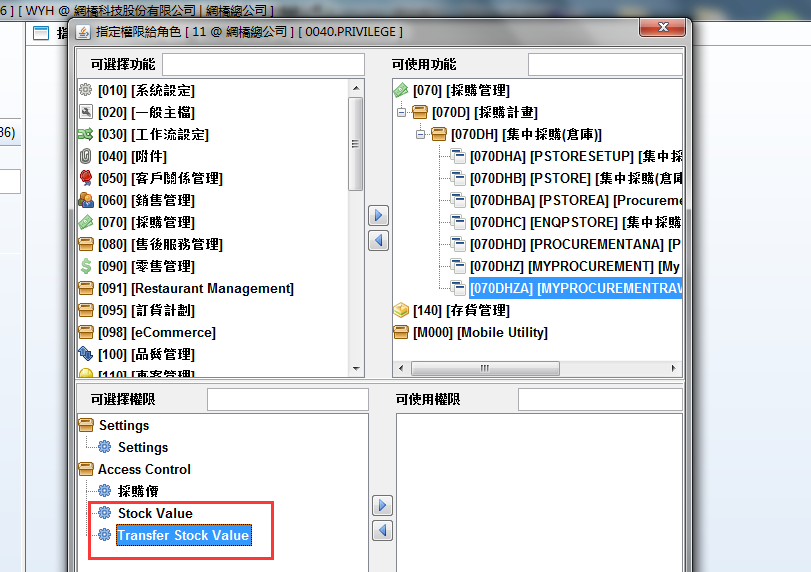 6 ] [ WYH @ 網橋科技股份有限公司 | 網橋總公司 ]
指
指定權限給角色 [ 11 @ 網橋總公司 ] [ 0040.PRIVILEGE ]
可選擇功能
[010] [系統設定]
[020] [一般主檔]
[030] [工作流設定]
[040] [附件]
[050] [客戶關係管理]
[060] [銷售管理]
[070] [採購管理]
[080] [售後服務管理]
[090] [零售管理]
[091] [Restaurant Management]
[095] [訂貨計劃]
[098] [eCommerce]
[100] [品質管理]
[110] [專案管理]
可使用功能
[070] [採購管理]
[070D] [採購計畫]
[070DH] [集中採購(倉庫)]
[070DHA] [PSTORESETUP] [集中採
[070DHB] [PSTORE] [集中採購(倉
[070DHBA] [PSTOREA] [Procureme
[070DHC] [ENQPSTORE] [集中採購
[070DHD] [PROCUREMENTANA] [P
[070DHZ] [MYPROCUREMENT] [My
[070DHZA] [MYPROCUREMENTRAW
[140] [存貨管理]
[M000] [Mobile Utility]
36)
可選擇權限
Settings
Settings
Access Control
採購價
Stock Value
Transfer Stock Value
可使用權限